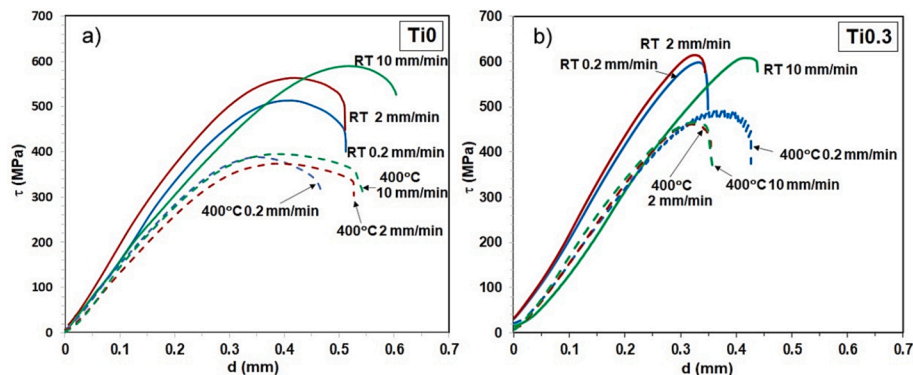 a)
Ti0
τ (MPa)
700
600
500
400
300
200
100
0
RT 10 mm/min
RT 2 mm/min
RT 0.2 mm/min
400°C
10 mm/min
400°C 0.2 mm/min
400°C 2 mm/min
0 0.1 0.2 0.3 0.4 0.5 0.6 0.7
d (mm)
b)
Ti0.3
τ (MPa)
700
600
500
400
300
200
100
0
RT 2 mm/min
RT 0.2 mm/min
RT 10 mm/min
400°C 0.2 mm/min
400°C
2 mm/min
400°C 10 mm/min
0 0.1 0.2 0.3 0.4 0.5 0.6 0.7
d (mm)